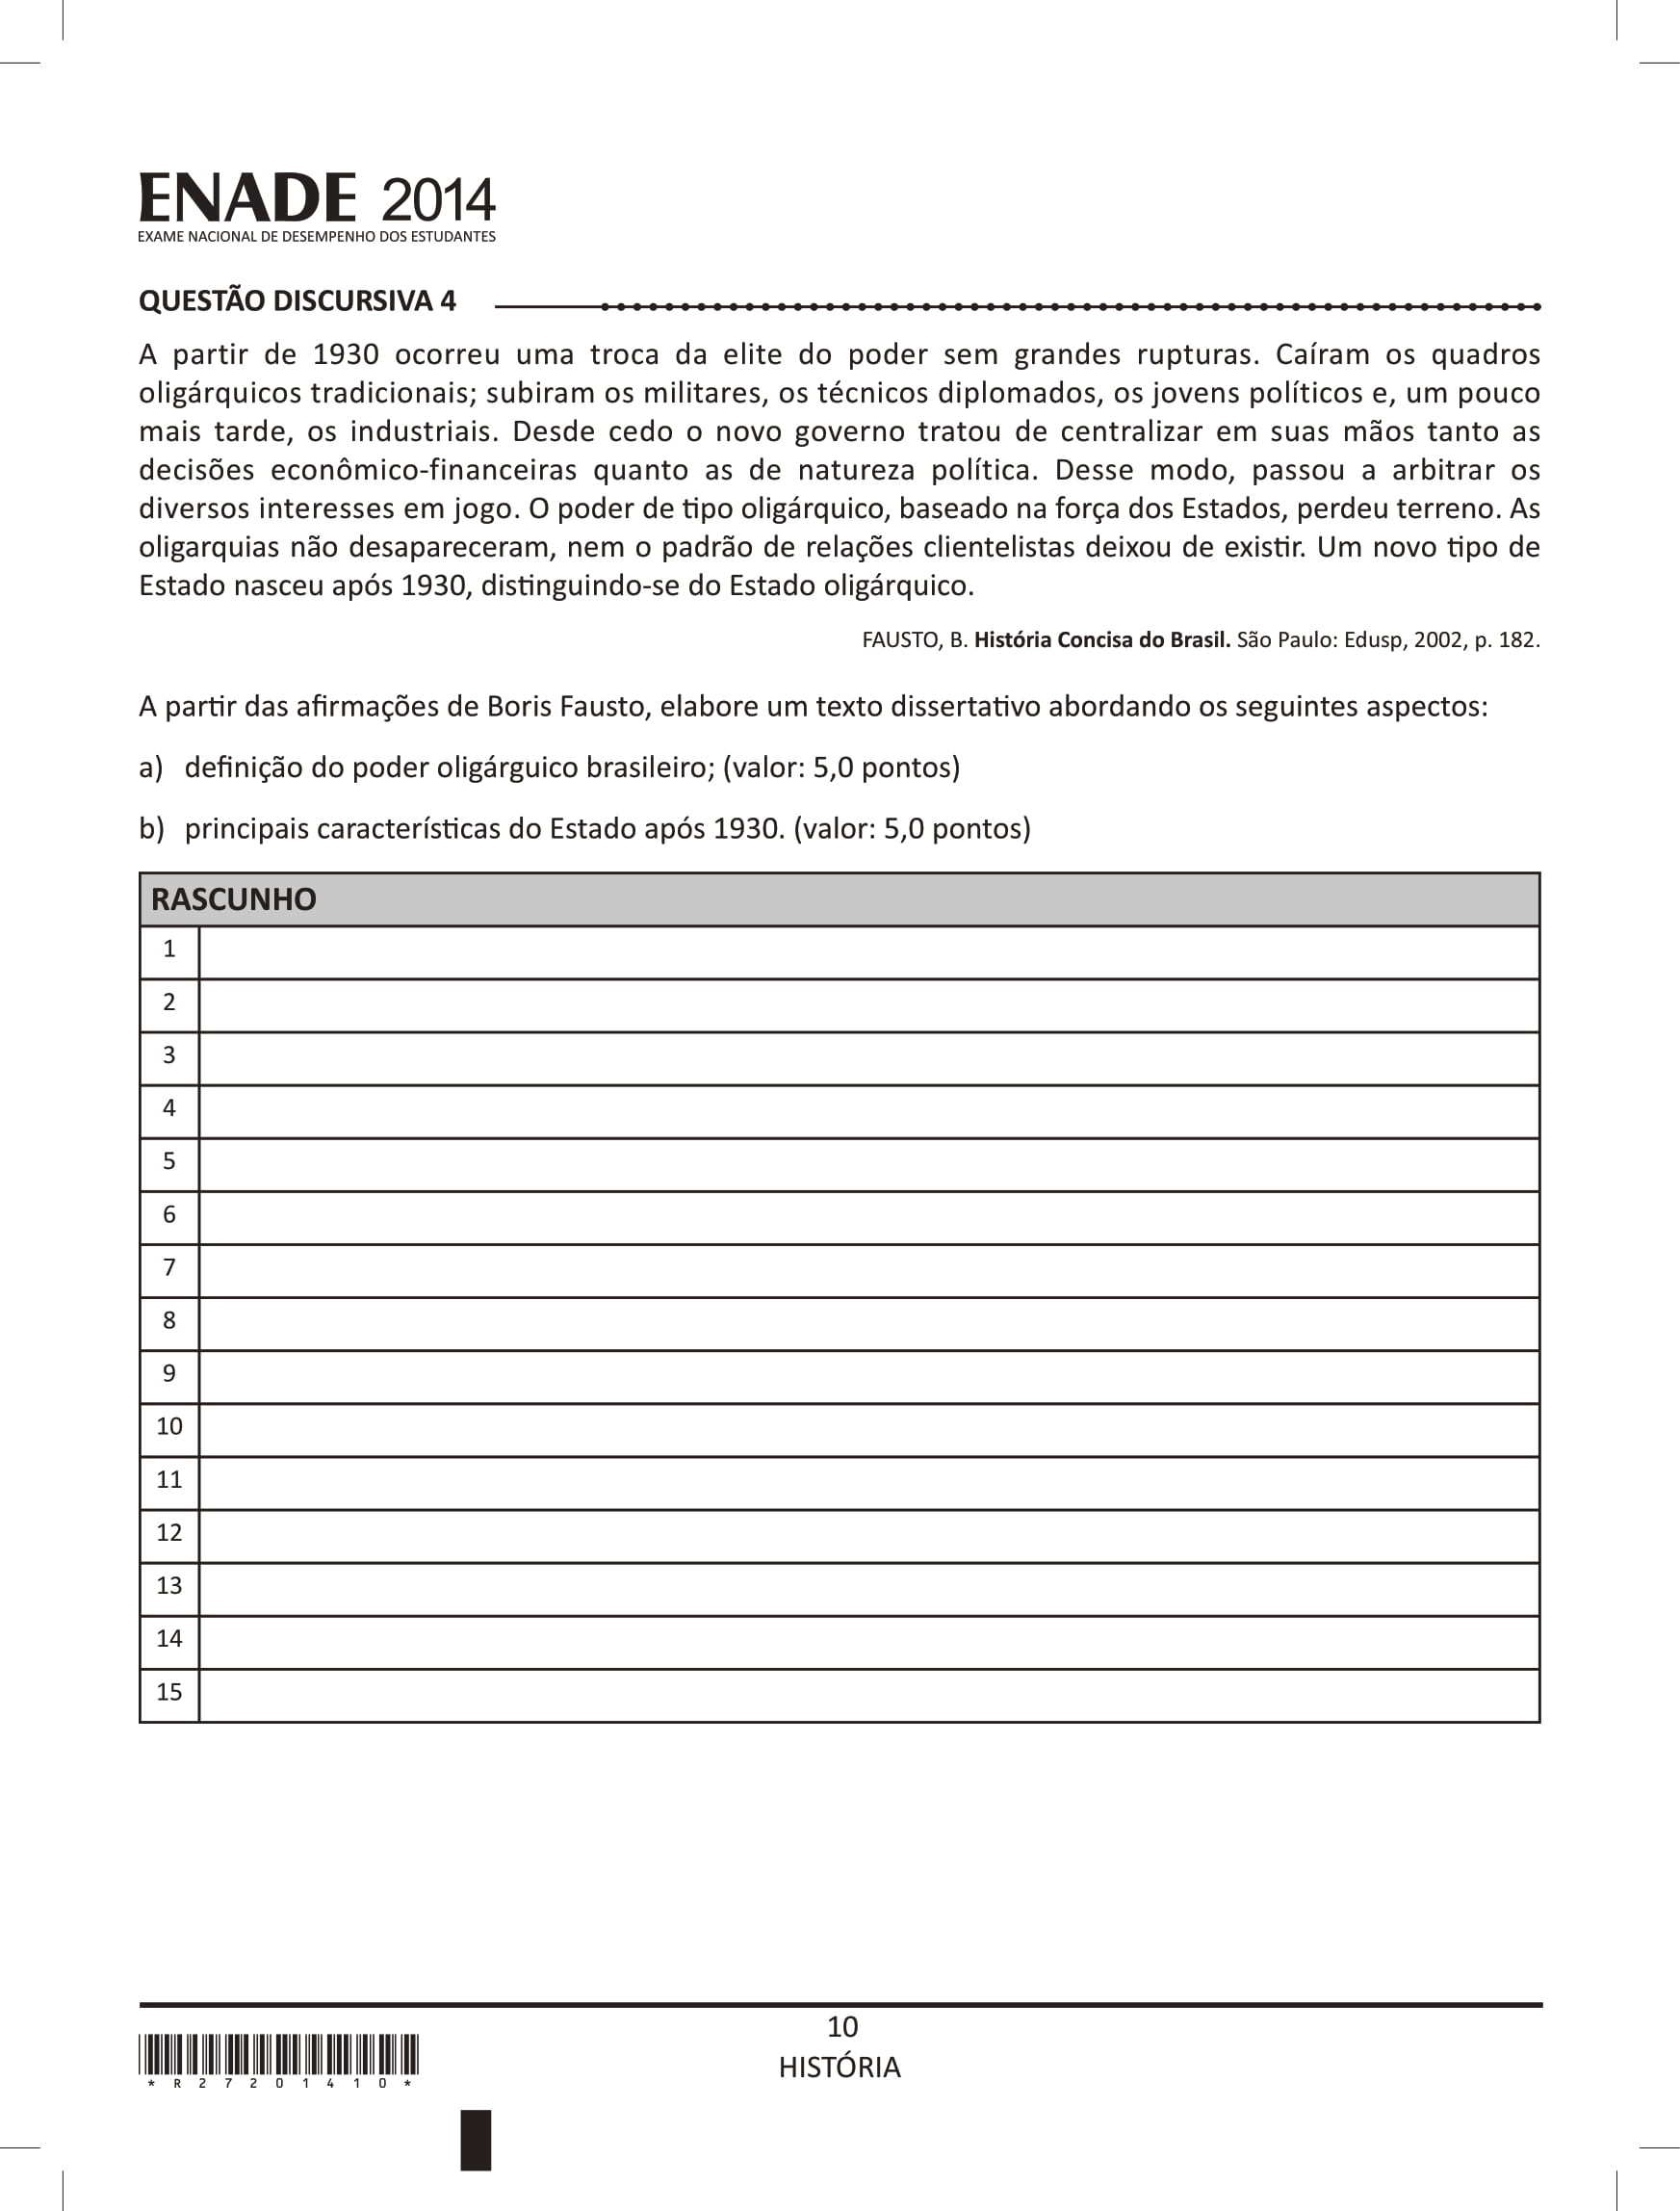 ENADE 2014
EXAME NACIONAL DE DESEMPENHO DOS ESTUDANTES
QUESTÃO DISCURSIVA 4
A partir de 1930 ocorreu uma troca da elite do poder sem grandes rupturas. Caíram os quadros
oligárquicos tradicionais; subiram os militares, os técnicos diplomados, os jovens políticos e, um pouco
mais tarde, os industriais. Desde cedo o novo governo tratou de centralizar em suas mãos tanto as
decisões econômico-financeiras quanto as de natureza política. Desse modo, passou a arbitrar os
diversos interesses em jogo. O poder de tipo oligárquico, baseado na força dos Estados, perdeu terreno. As
oligarquias não desapareceram, nem o padrão de relações clientelistas deixou de existir. Um novo tipo de
Estado nasceu após 1930, distinguindo-se do Estado oligárquico.
FAUSTO, B. História Concisa do Brasil. São Paulo: Edusp, 2002, p. 182.
A partir das afirmações de Boris Fausto, elabore um texto dissertativo abordando os seguintes aspectos:
a) definição do poder oligárguico brasileiro; (valor: 5,0 pontos)
b) principais características do Estado após 1930. (valor: 5,0 pontos)
RASCUNHO
1
2
3
4
5
6
7
8
9
10
11
12
13
14
15
10
HISTÓRIA
* R 2 7 2 0 1 4 1 0 *